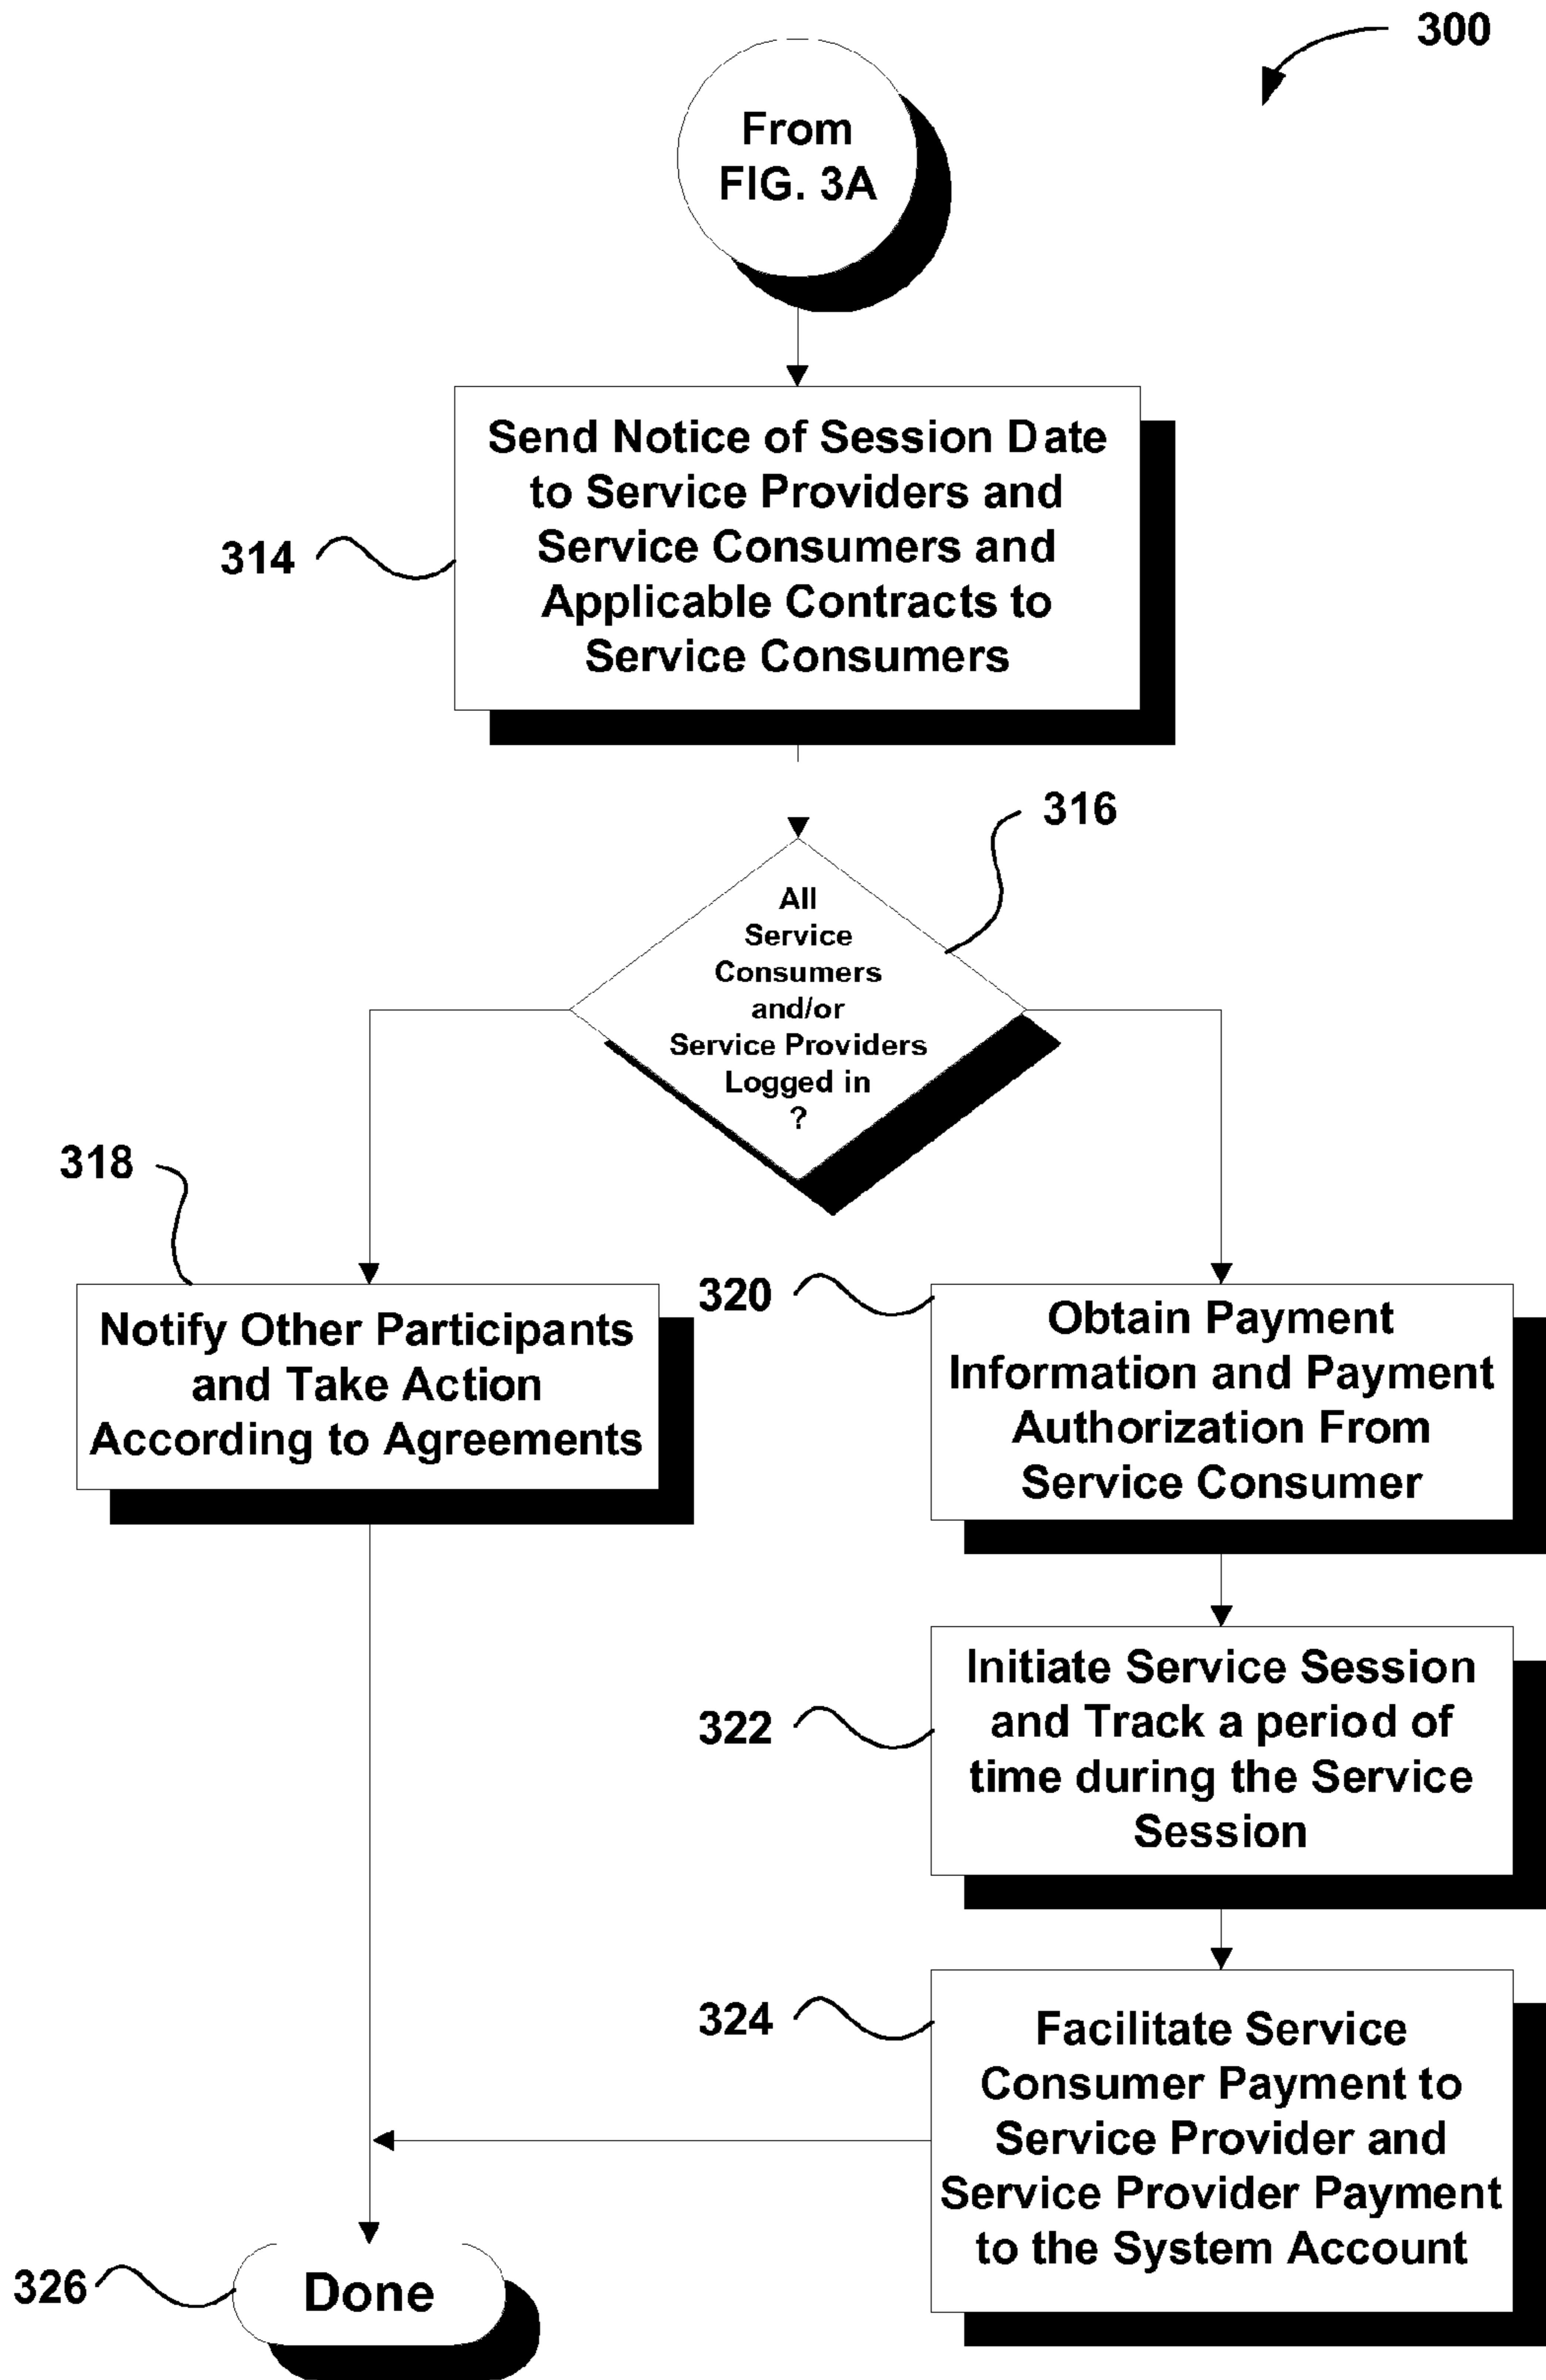 300
From
FIG. 3A
Send Notice of Session Date
to Service Providers and
Service Consumers and
Applicable Contracts to
Service Consumers
314
316
All
Service
Consumers
and/or
Service Providers
Logged in
?
318
Notify Other Participants
and Take Action
According to Agreements
320
Obtain Payment
Information and Payment
Authorization From
Service Consumer
322
Initiate Service Session
and Track a period of
time during the Service
Session
324
Facilitate Service
Consumer Payment to
Service Provider and
Service Provider Payment
to the System Account
326
Done